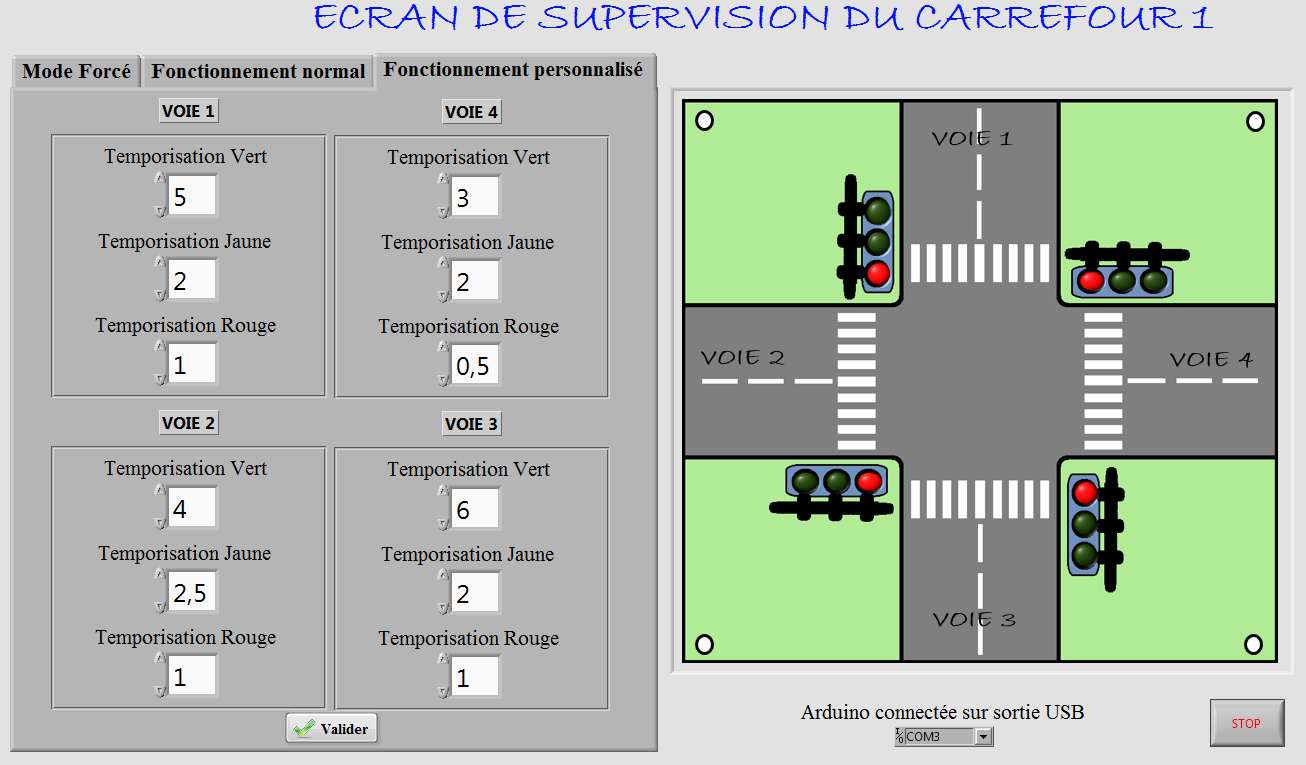 ECRAN DE SUPERVISION DU CARREFOUR 1
Mode Forcé
Fonctionnement normal
Fonctionnement personnalisé
VOIE 1
Temporisation Vert
5
Temporisation Jaune
2
Temporisation Rouge
1
VOIE 4
Temporisation Vert
3
Temporisation Jaune
2
Temporisation Rouge
0,5
VOIE 2
Temporisation Vert
4
Temporisation Jaune
2,5
Temporisation Rouge
1
VOIE 3
Temporisation Vert
6
Temporisation Jaune
2
Temporisation Rouge
1
Valider
VOIE 1
VOIE 2
VOIE 4
VOIE 3
Arduino connectée sur sortie USB
I/O COM3
STOP